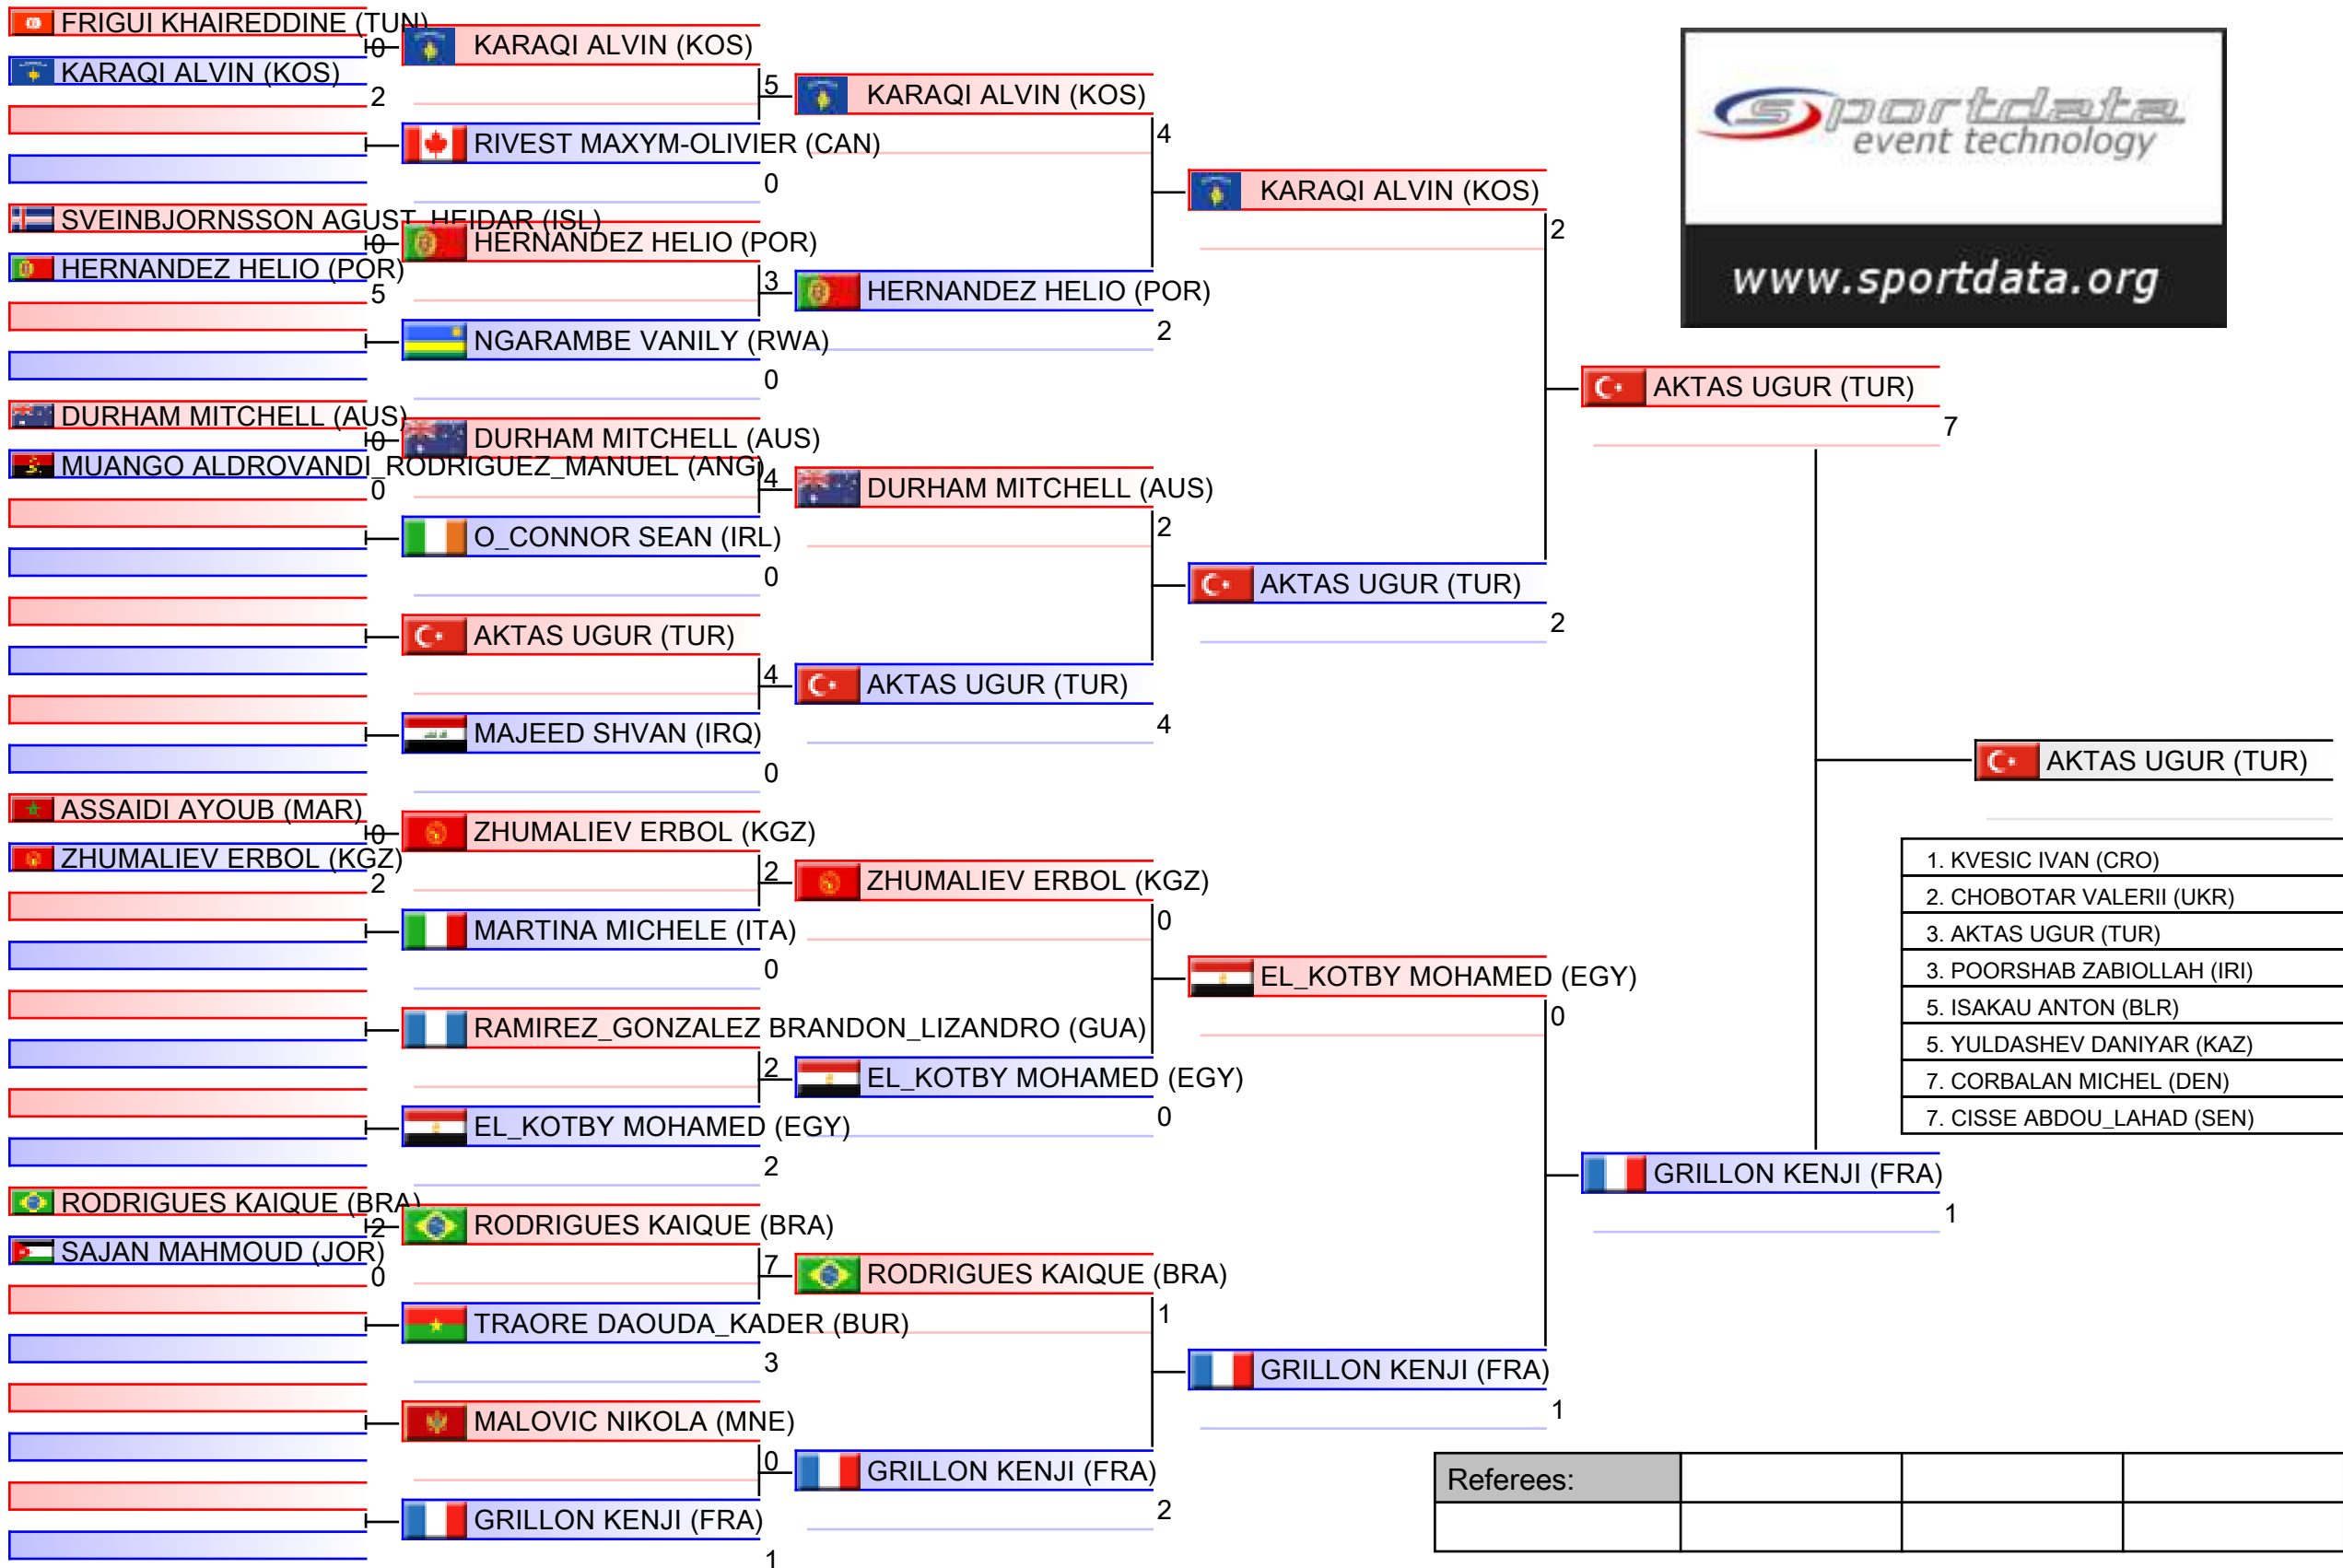 FRIGUI KHAIREDDINE (TUN)
0
KARAQI ALVIN (KOS)
2
SVEINBJORNSSON AGUST_HEIDAR (ISL)
0
HERNANDEZ HELIO (POR)
5
DURHAM MITCHELL (AUS)
0
MUANGO ALDROVANDI_RODRIGUEZ_MANUEL (ANG)
0
ASSAIDI AYOUB (MAR)
0
ZHUMALIEV ERBOL (KGZ)
2
RODRIGUES KAIQUE (BRA)
2
SAJAN MAHMOUD (JOR)
0
KARAQI ALVIN (KOS)
5
RIVEST MAXYM-OLIVIER (CAN)
0
HERNANDEZ HELIO (POR)
3
NGARAMBE VANILY (RWA)
0
DURHAM MITCHELL (AUS)
4
O_CONNOR SEAN (IRL)
0
AKTAS UGUR (TUR)
4
MAJEED SHVAN (IRQ)
0
ZHUMALIEV ERBOL (KGZ)
2
MARTINA MICHELE (ITA)
0
RAMIREZ_GONZALEZ BRANDON_LIZANDRO (GUA)
2
EL_KOTBY MOHAMED (EGY)
2
RODRIGUES KAIQUE (BRA)
7
TRAORE DAOUDA_KADER (BUR)
3
MALOVIC NIKOLA (MNE)
0
GRILLON KENJI (FRA)
1
KARAQI ALVIN (KOS)
4
HERNANDEZ HELIO (POR)
2
DURHAM MITCHELL (AUS)
2
AKTAS UGUR (TUR)
4
ZHUMALIEV ERBOL (KGZ)
0
EL_KOTBY MOHAMED (EGY)
0
RODRIGUES KAIQUE (BRA)
1
GRILLON KENJI (FRA)
2
KARAQI ALVIN (KOS)
2
AKTAS UGUR (TUR)
2
EL_KOTBY MOHAMED (EGY)
0
GRILLON KENJI (FRA)
1
AKTAS UGUR (TUR)
7
GRILLON KENJI (FRA)
1
AKTAS UGUR (TUR)
sportdata
event technology
www.sportdata.org
1. KVESIC IVAN (CRO)
2. CHOBOTAR VALERII (UKR)
3. AKTAS UGUR (TUR)
3. POORSHAB ZABIOLLAH (IRI)
5. ISAKAU ANTON (BLR)
5. YULDASHEV DANIYAR (KAZ)
7. CORBALAN MICHEL (DEN)
7. CISSE ABDOU_LAHAD (SEN)
Referees: